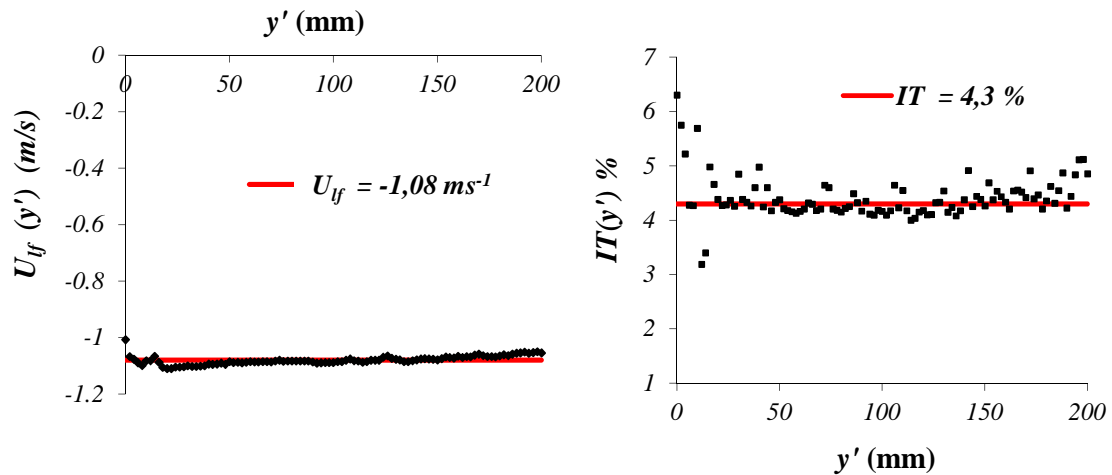 y' (mm)
0 50 100 150 200
0
-0.2
-0.4
-0.6
-0.8
-1
-1.2
U_lf (y') (m/s)
U_lf = -1,08 ms⁻¹
7
6
5
4
3
2
1
IT(y') %
IT = 4,3 %
0 50 100 150 200
y' (mm)